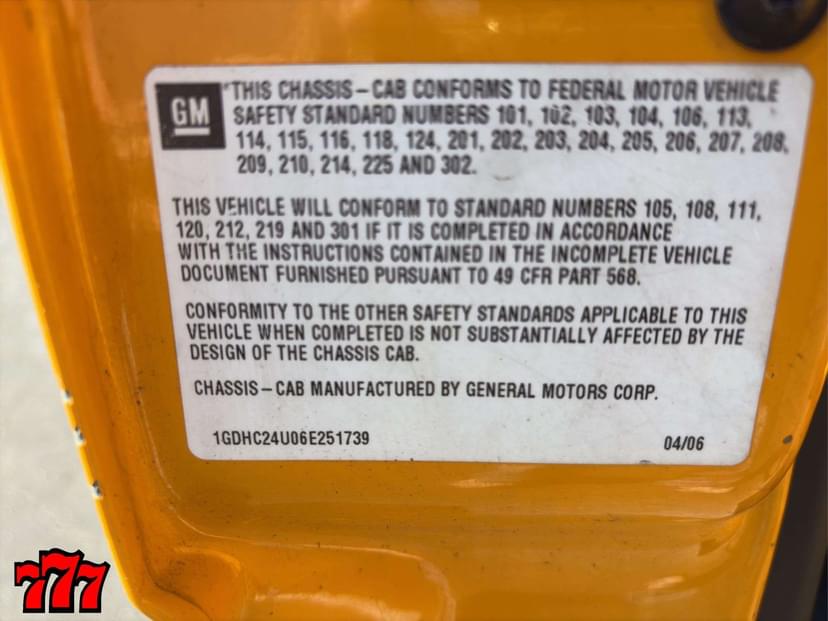 GM
"THIS CHASSIS-CAB CONFORMS TO FEDERAL MOTOR VEHICLE
SAFETY STANDARD NUMBERS 101, 102, 103, 104, 106, 113,
114, 115, 116, 118, 124, 201, 202, 203, 204, 205, 206, 207, 208,
209, 210, 214, 225 AND 302.
THIS VEHICLE WILL CONFORM TO STANDARD NUMBERS 105, 108, 111,
120, 212, 219 AND 301 IF IT IS COMPLETED IN ACCORDANCE
WITH THE INSTRUCTIONS CONTAINED IN THE INCOMPLETE VEHICLE
DOCUMENT FURNISHED PURSUANT TO 49 CFR PART 568.
CONFORMITY TO THE OTHER SAFETY STANDARDS APPLICABLE TO THIS
VEHICLE WHEN COMPLETED IS NOT SUBSTANTIALLY AFFECTED BY THE
DESIGN OF THE CHASSIS CAB.
CHASSIS-CAB MANUFACTURED BY GENERAL MOTORS CORP.
1GDHC24U06E251739 04/06
777